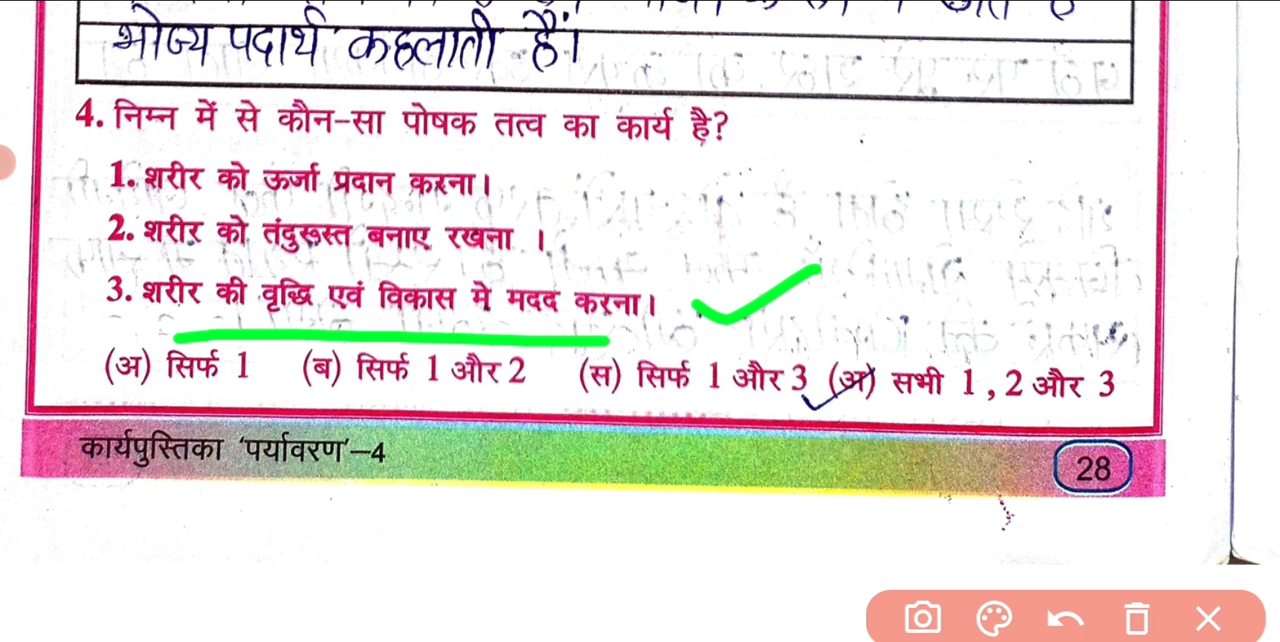 भोज्य पदार्थ कहलाती हैं।
4. निम्न में से कौन-सा पोषक तत्व का कार्य है?
1. शरीर को ऊर्जा प्रदान करना।
2. शरीर को तंदुरूस्त बनाए रखना ।
3. शरीर की वृद्धि एवं विकास मे मदद करना।
(अ) सिर्फ 1 (ब) सिर्फ 1 और 2 (स) सिर्फ 1 और 3 (अ) सभी 1, 2 और 3
कार्यपुस्तिका ‘पर्यावरण’–4
28